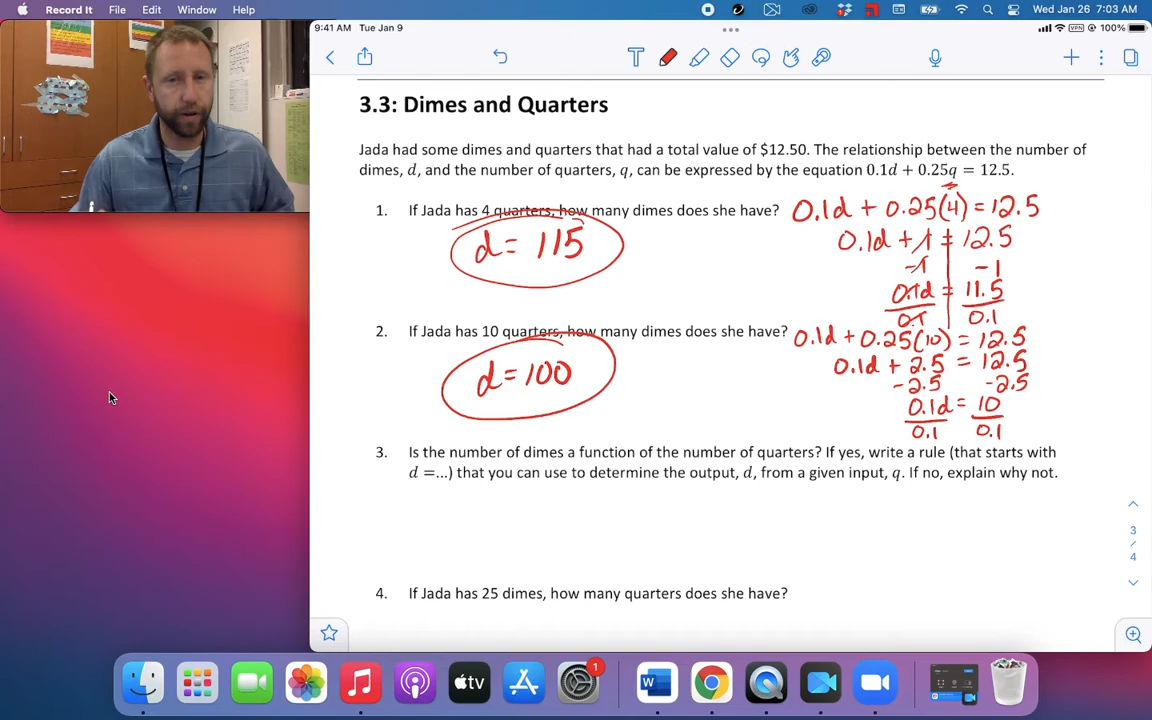 Record It File Edit Window Help
Wed Jan 26 7:03 AM
9:41 AM Tue Jan 9
VPN 100%
3.3: Dimes and Quarters
Jada had some dimes and quarters that had a total value of $12.50. The relationship between the number of
dimes, d, and the number of quarters, q, can be expressed by the equation 0.1d + 0.25q = 12.5.
1. If Jada has 4 quarters, how many dimes does she have?
0.1d + 0.25(4) = 12.5
d = 115
0.1d + 1 = 12.5
-1 -1
0.1d = 11.5
0.1 0.1
2. If Jada has 10 quarters, how many dimes does she have?
0.1d + 0.25(10) = 12.5
d = 100
0.1d + 2.5 = 12.5
-2.5 -2.5
0.1d = 10
0.1 0.1
3. Is the number of dimes a function of the number of quarters? If yes, write a rule (that starts with
d =...) that you can use to determine the output, d, from a given input, q. If no, explain why not.
3
/
4
4. If Jada has 25 dimes, how many quarters does she have?
tv
1
W